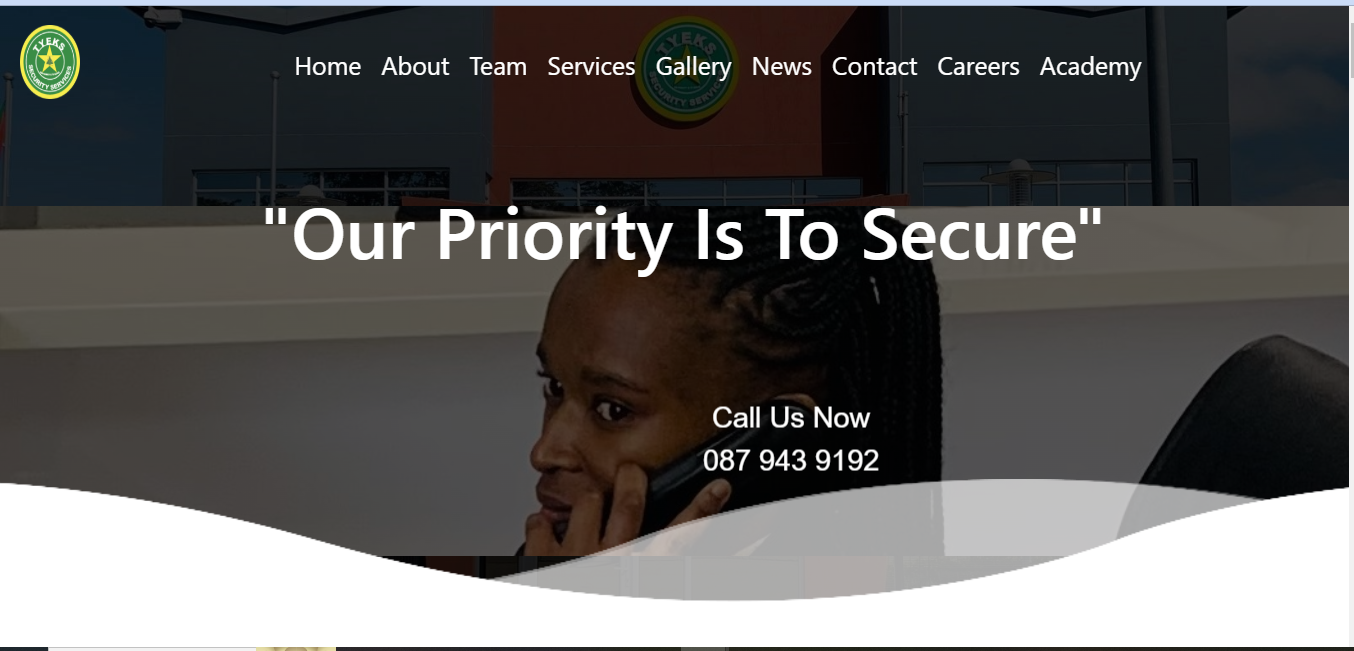 TYEKS
SECURITY SERVICES
Home About Team Services Gallery News Contact Careers Academy
TYEKS
SECURITY SERVICES
"Our Priority Is To Secure"
Call Us Now
087 943 9192